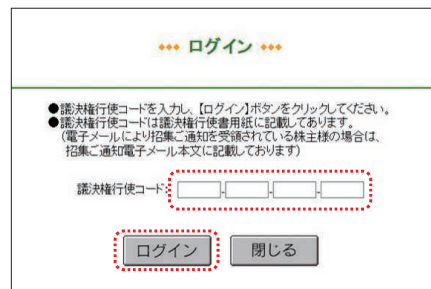 ログイン
●議決権行使コードを入力し、【ログイン】ボタンをクリックしてください。
●議決権行使コードは議決権行使書用紙に記載してあります。
（電子メールにより招集ご通知を受領されている株主様の場合は、
招集ご通知電子メール本文に記載しております）
議決権行使コード： - - -
ログイン 閉じる